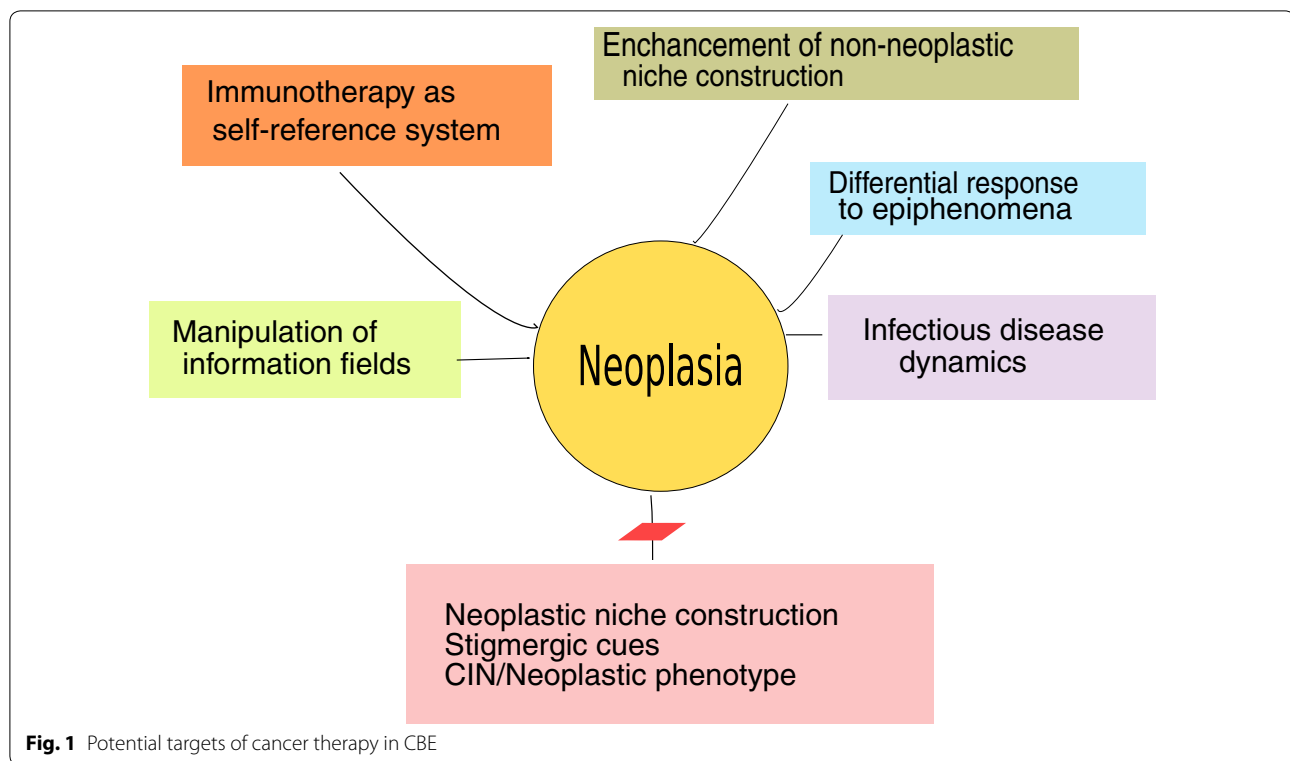 Enchancement of non-neoplastic
niche construction
Immunotherapy as
self-reference system
Differential response
to epiphenomena
Manipulation of
information fields
Neoplasia
Infectious disease
dynamics
Neoplastic niche construction
Stigmergic cues
CIN/Neoplastic phenotype
Fig. 1 Potential targets of cancer therapy in CBE